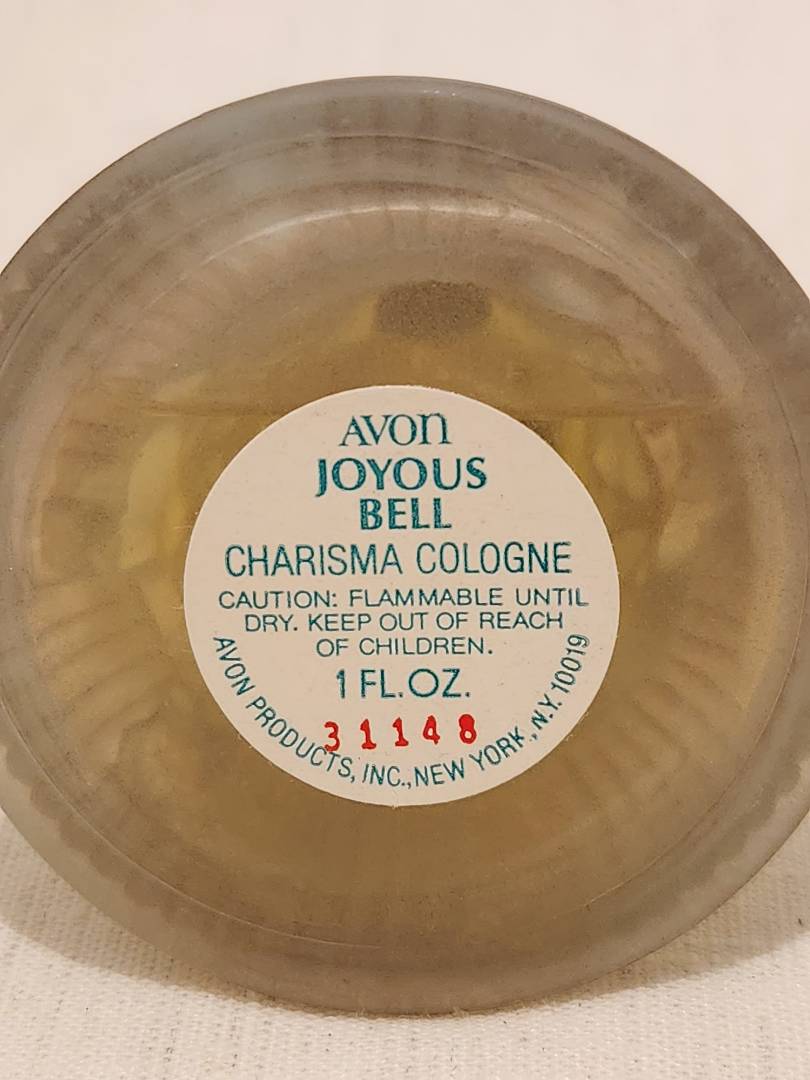 AVON
JOYOUS
BELL
CHARISMA COLOGNE
CAUTION: FLAMMABLE UNTIL
DRY. KEEP OUT OF REACH
OF CHILDREN.
1 FL. OZ.
31148
AVON PRODUCTS, INC., NEW YORK, N.Y. 10019